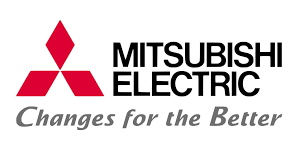 MITSUBISHI
ELECTRIC
Changes for the Better